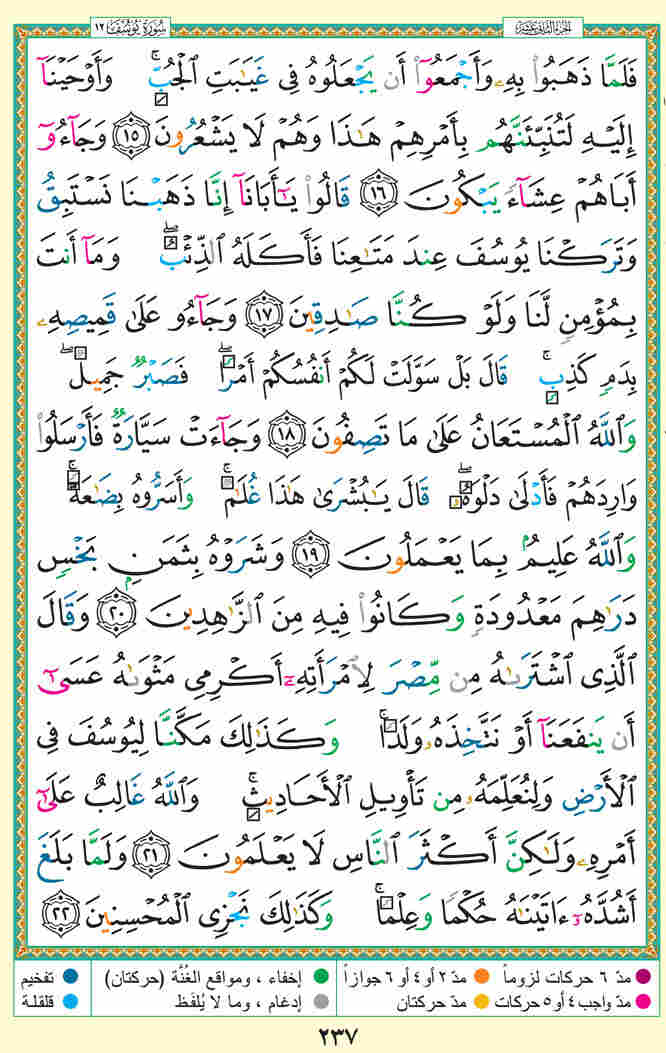 الجزء الثاني عشر
سورة يوسف ١٢
فَلَمَّا ذَهَبُوا۟ بِهِۦ وَأَجْمَعُوٓا۟ أَن يَجْعَلُوهُ فِى غَيَـٰبَتِ ٱلْجُبِّ ۚ وَأَوْحَيْنَآ
إِلَيْهِ لَتُنَبِّئَنَّهُم بِأَمْرِهِمْ هَـٰذَا وَهُمْ لَا يَشْعُرُونَ ١٥ وَجَآءُوٓ
أَبَاهُمْ عِشَآءً يَبْكُونَ ١٦ قَالُوا۟ يَـٰٓأَبَانَآ إِنَّا ذَهَبْنَا نَسْتَبِقُ
وَتَرَكْنَا يُوسُفَ عِندَ مَتَـٰعِنَا فَأَكَلَهُ ٱلذِّئْبُ ۖ وَمَآ أَنتَ
بِمُؤْمِنٍ لَّنَا وَلَوْ كُنَّا صَـٰدِقِينَ ١٧ وَجَآءُو عَلَىٰ قَمِيصِهِۦ
بِدَمٍ كَذِبٍ ۚ قَالَ بَلْ سَوَّلَتْ لَكُمْ أَنفُسُكُمْ أَمْرًا ۖ فَصَبْرٌ جَمِيلٌ ۖ
وَٱللَّهُ ٱلْمُسْتَعَانُ عَلَىٰ مَا تَصِفُونَ ١٨ وَجَآءَتْ سَيَّارَةٌ فَأَرْسَلُوا۟
وَارِدَهُمْ فَأَدْلَىٰ دَلْوَهُۥ ۖ قَالَ يَـٰبُشْرَىٰ هَـٰذَا غُلَـٰمٌ ۚ وَأَسَرُّوهُ بِضَـٰعَةً ۚ
وَٱللَّهُ عَلِيمٌۢ بِمَا يَعْمَلُونَ ١٩ وَشَرَوْهُ بِثَمَنٍۭ بَخْسٍ
دَرَٰهِمَ مَعْدُودَةٍ وَكَانُوا۟ فِيهِ مِنَ ٱلزَّٰهِدِينَ ٢٠ وَقَالَ
ٱلَّذِى ٱشْتَرَىٰهُ مِن مِّصْرَ لِٱمْرَأَتِهِۦٓ أَكْرِمِى مَثْوَىٰهُ عَسَىٰٓ
أَن يَنفَعَنَآ أَوْ نَتَّخِذَهُۥ وَلَدًا ۚ وَكَذَٰلِكَ مَكَّنَّا لِيُوسُفَ فِى
ٱلْأَرْضِ وَلِنُعَلِّمَهُۥ مِن تَأْوِيلِ ٱلْأَحَادِيثِ ۚ وَٱللَّهُ غَالِبٌ عَلَىٰٓ
أَمْرِهِۦ وَلَـٰكِنَّ أَكْثَرَ ٱلنَّاسِ لَا يَعْلَمُونَ ٢١ وَلَمَّا بَلَغَ
أَشُدَّهُۥٓ ءَاتَيْنَـٰهُ حُكْمًا وَعِلْمًا ۚ وَكَذَٰلِكَ نَجْزِى ٱلْمُحْسِنِينَ ٢٢
مدّ ٦ حركات لزوماً مدّ ٢ أو ٤ أو ٦ جوازاً إخفاء ، ومواقع الغُنَّة (حركتان) تفخيم
مدّ واجب ٤ أو ٥ حركات مدّ حركتان إدغام ، وما لا يُلفَظ قلقلة
٢٣٧